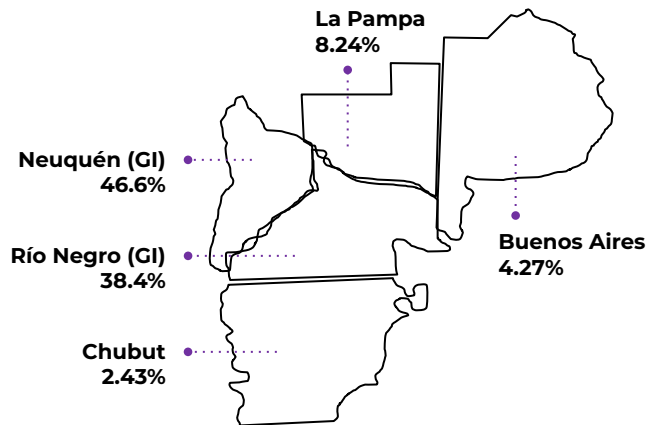 La Pampa
8.24%
Neuquén (GI)
46.6%
Río Negro (GI)
38.4%
Buenos Aires
4.27%
Chubut
2.43%